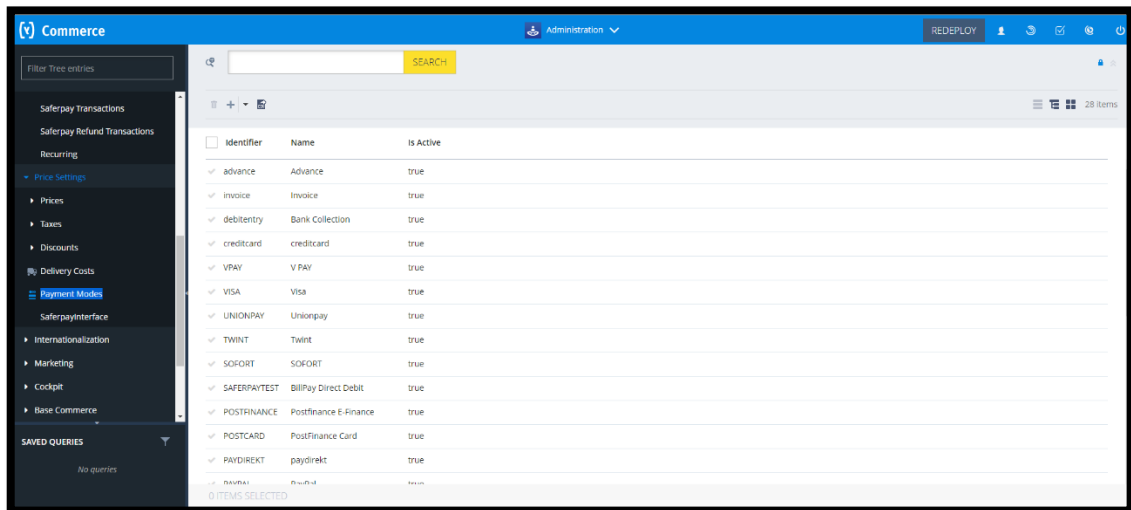 (y) Commerce
Administration
REDEPLOY
Filter Tree entries
SEARCH
Saferpay Transactions
Saferpay Refund Transactions
Recurring
Price Settings
Prices
Taxes
Discounts
Delivery Costs
Payment Modes
SaferpayInterface
Internationalization
Marketing
Cockpit
Base Commerce
SAVED QUERIES
No queries
28 items
Identifier Name Is Active
advance Advance true
invoice Invoice true
debitentry Bank Collection true
creditcard creditcard true
VPAY V PAY true
VISA Visa true
UNIONPAY Unionpay true
TWINT Twint true
SOFORT SOFORT true
SAFERPAYTEST BillPay Direct Debit true
POSTFINANCE Postfinance E-Finance true
POSTCARD PostFinance Card true
PAYDIREKT paydirekt true
PAYPAL PayPal true
0 ITEMS SELECTED